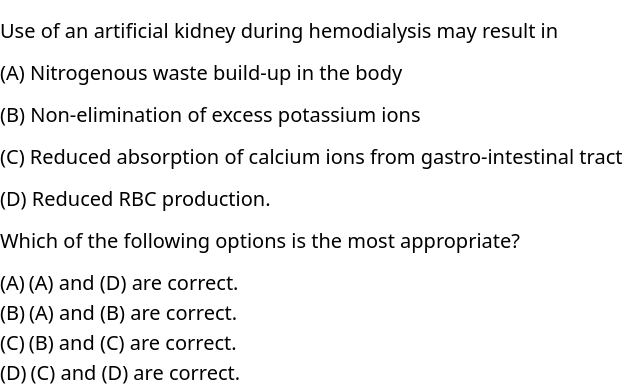 Use of an artificial kidney during hemodialysis may result in
(A) Nitrogenous waste build-up in the body
(B) Non-elimination of excess potassium ions
(C) Reduced absorption of calcium ions from gastro-intestinal tract
(D) Reduced RBC production.
Which of the following options is the most appropriate?
(A) (A) and (D) are correct.
(B) (A) and (B) are correct.
(C) (B) and (C) are correct.
(D) (C) and (D) are correct.